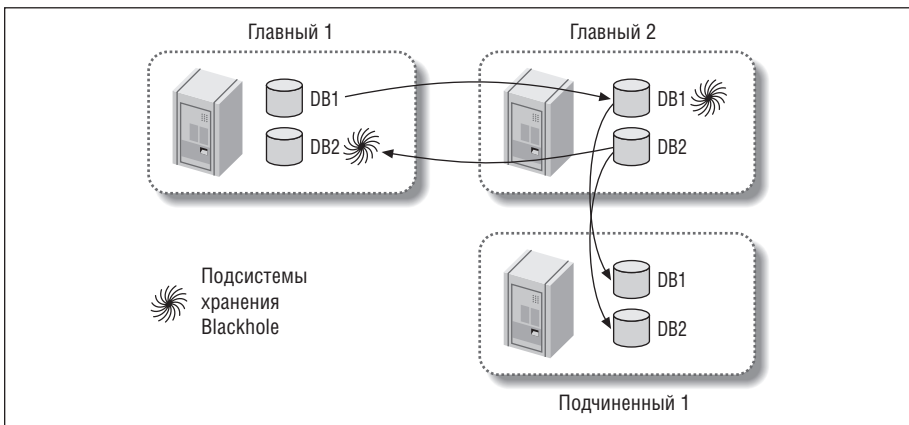 Главный 1
Главный 2
DB1
DB2
DB1
DB2
Подсистемы
хранения
Blackhole
DB1
DB2
Подчиненный 1